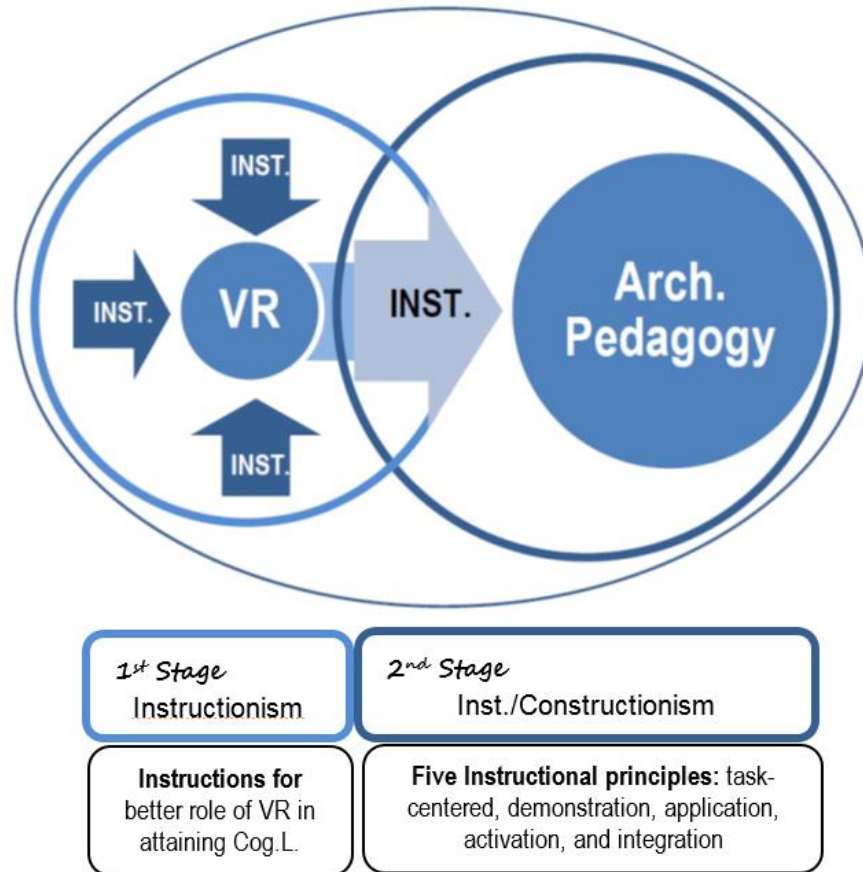 INST.
INST.
VR
INST.
Arch.
Pedagogy
INST.
1st Stage
Instructionism
2nd Stage
Inst./Constructionism
Instructions for
better role of VR in
attaining Cog.L.
Five Instructional principles: task-
centered, demonstration, application,
activation, and integration